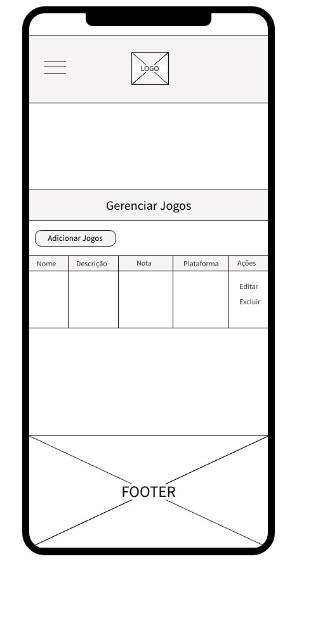 LOGO
Gerenciar Jogos
Adicionar Jogos
Nome Descrição Nota Plataforma Ações
Editar
Excluir
FOOTER